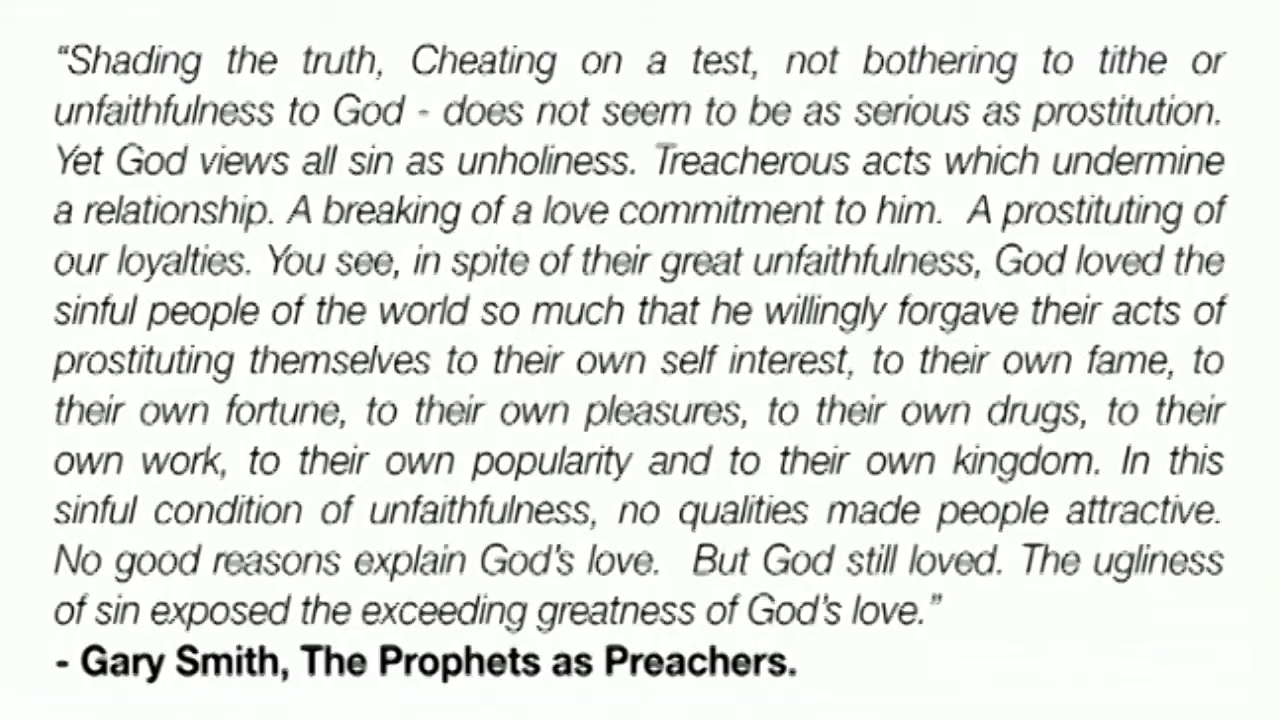 “Shading the truth, Cheating on a test, not bothering to tithe or
unfaithfulness to God - does not seem to be as serious as prostitution.
Yet God views all sin as unholiness. Treacherous acts which undermine
a relationship. A breaking of a love commitment to him.  A prostituting of
our loyalties. You see, in spite of their great unfaithfulness, God loved the
sinful people of the world so much that he willingly forgave their acts of
prostituting themselves to their own self interest, to their own fame, to
their own fortune, to their own pleasures, to their own drugs, to their
own work, to their own popularity and to their own kingdom. In this
sinful condition of unfaithfulness, no qualities made people attractive.
No good reasons explain God’s love.  But God still loved. The ugliness
of sin exposed the exceeding greatness of God’s love.”
- Gary Smith, The Prophets as Preachers.